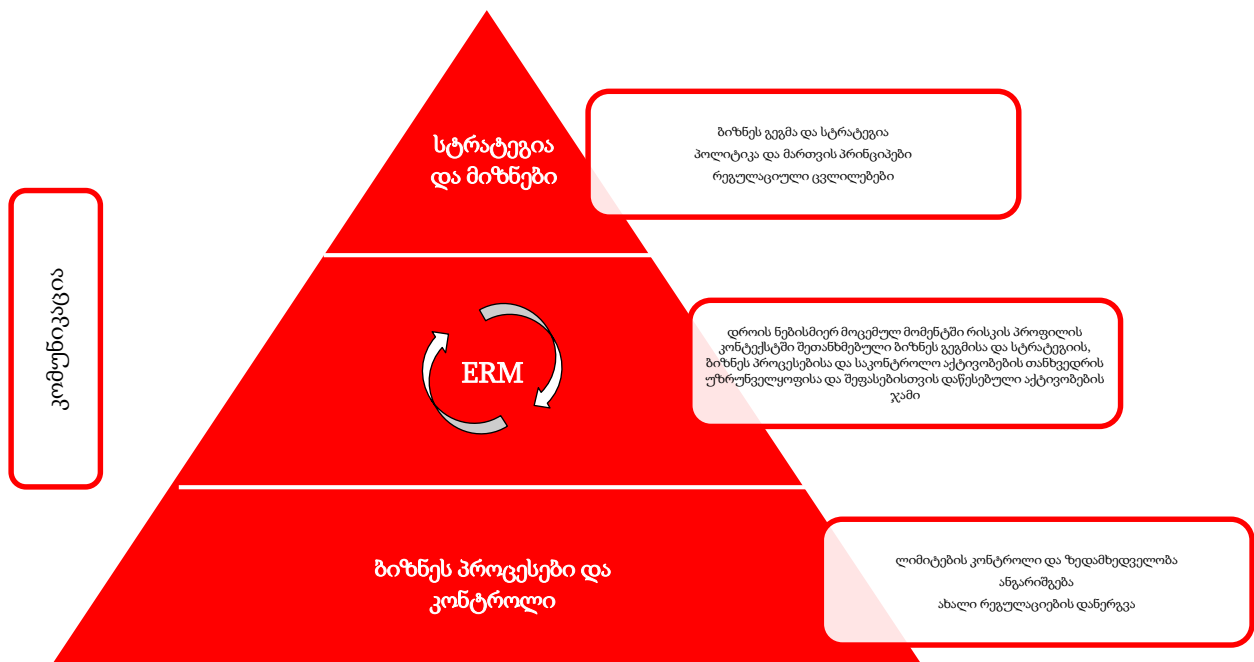 სტრატეგია
და მიზნები
ბიზნეს გეგმა და სტრატეგია
პოლიტიკა და მართვის პრინციპები
რეგულაციული ცვლილებები
კომუნიკაცია
ERM
დროის ნებისმიერ მოცემულ მომენტში რისკის პროფილის
კონტექსტში შეთანხმებული ბიზნეს გეგმისა და სტრატეგიის,
ბიზნეს პროცესებისა და საკონტროლო აქტივობების თანხვედრის
უზრუნველყოფისა და შეფასებისთვის დაწესებული აქტივობების
ჯამი
ბიზნეს პროცესები და
კონტროლი
ლიმიტების კონტროლი და ზედამხედველობა
ანგარიშგება
ახალი რეგულაციების დანერგვა